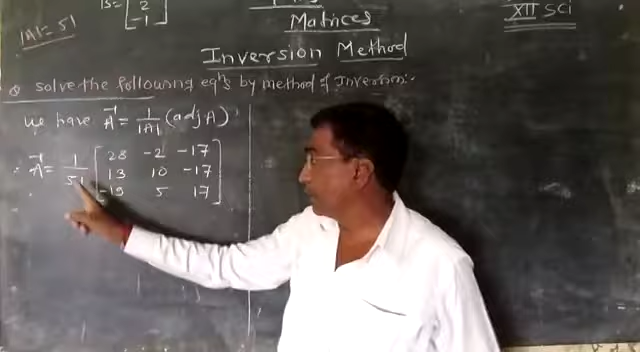 |A| = 51
B = [ 2
-1 ]
Matrices
XII Sci
Inversion Method
Q solve the following eqns by method of Inversion:-
We have A⁻¹ = 1/|A| (adj A)
∴ A⁻¹ = 1/51 [ 28 -2 -17
13 10 -17
-19 5 17 ]